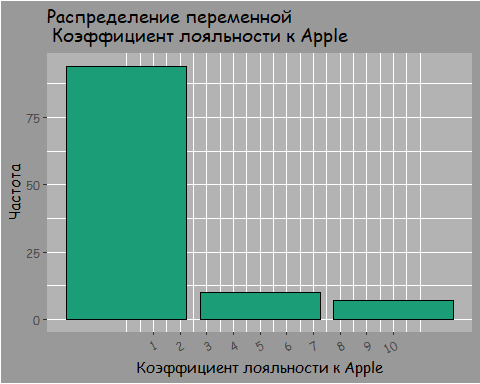 Распределение переменной
Коэффициент лояльности к Apple
Частота
75
50
25
0
1 2 3 4 5 6 7 8 9 10
Коэффициент лояльности к Apple